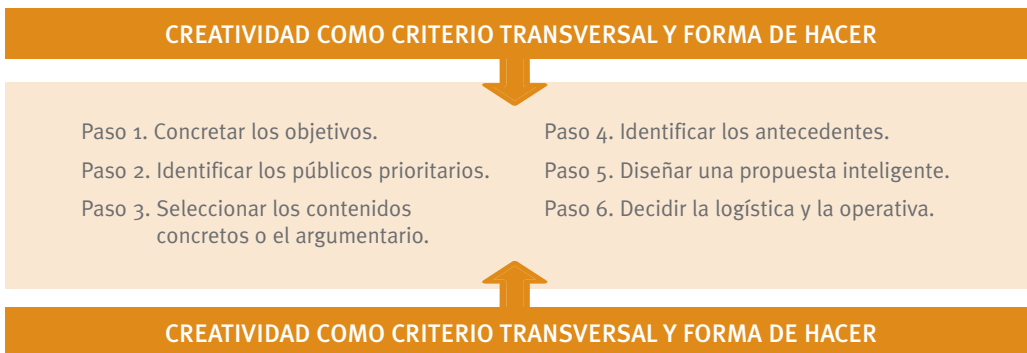 CREATIVIDAD COMO CRITERIO TRANSVERSAL Y FORMA DE HACER
Paso 1. Concretar los objetivos.
Paso 2. Identificar los públicos prioritarios.
Paso 3. Seleccionar los contenidos
concretos o el argumentario.
Paso 4. Identificar los antecedentes.
Paso 5. Diseñar una propuesta inteligente.
Paso 6. Decidir la logística y la operativa.
CREATIVIDAD COMO CRITERIO TRANSVERSAL Y FORMA DE HACER